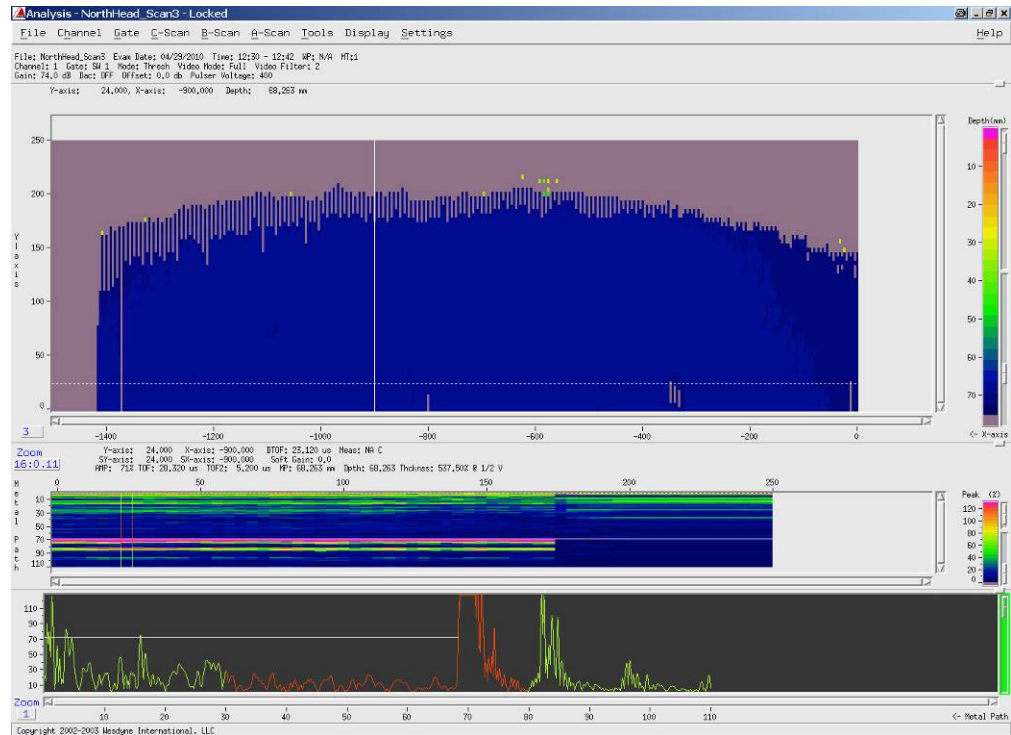 Analysis - NorthHead_Scan3 - Locked
File Channel Gate C-Scan B-Scan A-Scan Tools Display Settings Help
File: NorthHead_Scan3 Exam Date: 04/29/2010 Time: 12:30 - 12:42 WP: N/A MT:1
Channel: 1 Gate: SW 1 Mode: Thresh Video Mode: Full Video Filter: 2
Gain: 74.0 dB Dac: OFF Offset: 0.0 db Pulser Voltage: 400
Y-axis: 24.000, X-axis: -900.000 Depth: 68.263 mm
Depth(mm)
250
200
150
100
50
0
Y-axis
10
20
30
40
50
60
70
3
-1400 -1200 -1000 -800 -600 -400 -200 0
<- X-axis
Zoom
16:0.11
Y-axis: 24.000 X-axis: -900.000 DTOF: 23.120 us Meas: NA C
SY-axis: 24.000 SX-axis: -900.000 Soft Gain: 0.0
AMP: 71% TOF: 28.320 us TOF2: 5.200 us MP: 68.263 mm Dpth: 68.263 Thckness: 537.50% @ 1/2 V
0 50 100 150 200 250
Metal Path
10
30
50
70
90
110
Peak (%)
120
100
80
60
40
20
0
110
90
70
50
30
10
Zoom
1
10 20 30 40 50 60 70 80 90 100 110
<- Metal Path
Copyright 2002-2003 Wesdyne International, LLC